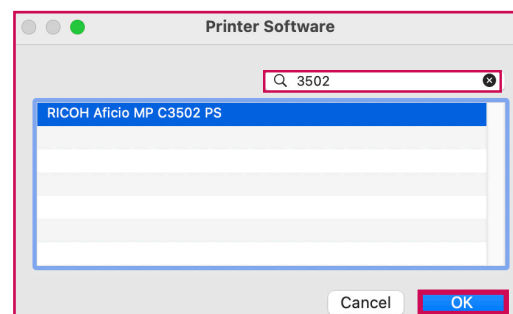 Printer Software
3502
RICOH Aficio MP C3502 PS
Cancel
OK